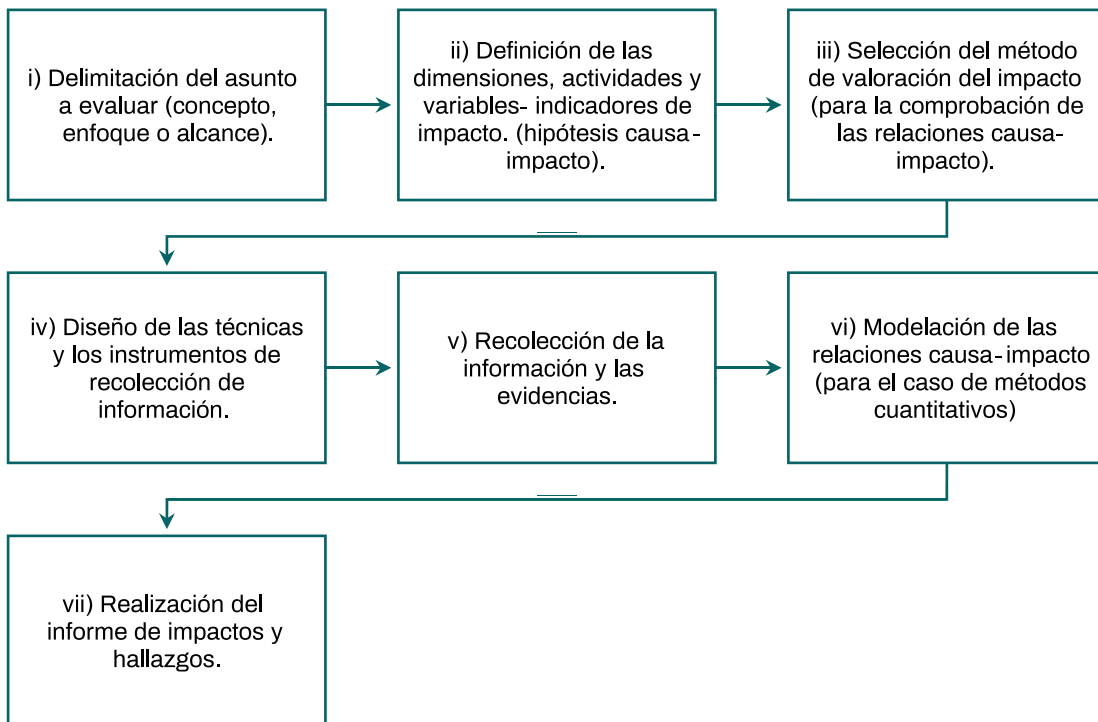 i) Delimitación del asunto
a evaluar (concepto,
enfoque o alcance).
ii) Definición de las
dimensiones, actividades y
variables- indicadores de
impacto. (hipótesis causa-
impacto).
iii) Selección del método
de valoración del impacto
(para la comprobación de
las relaciones causa-
impacto).
iv) Diseño de las técnicas
y los instrumentos de
recolección de
información.
v) Recolección de la
información y las
evidencias.
vi) Modelación de las
relaciones causa-impacto
(para el caso de métodos
cuantitativos)
vii) Realización del
informe de impactos y
hallazgos.